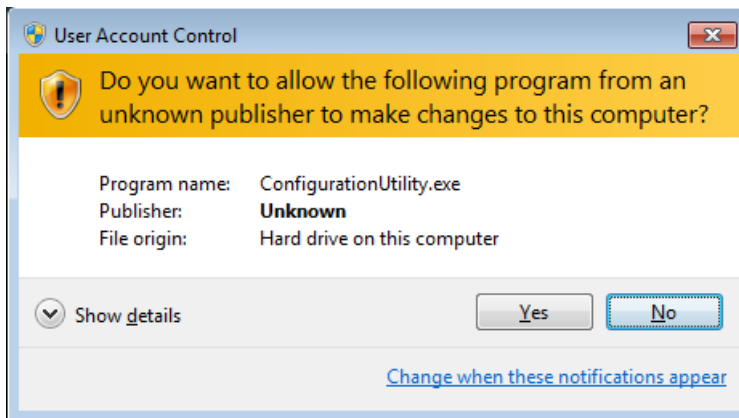 User Account Control
Do you want to allow the following program from an
unknown publisher to make changes to this computer?
Program name: ConfigurationUtility.exe
Publisher: Unknown
File origin: Hard drive on this computer
Show details
Yes
No
Change when these notifications appear